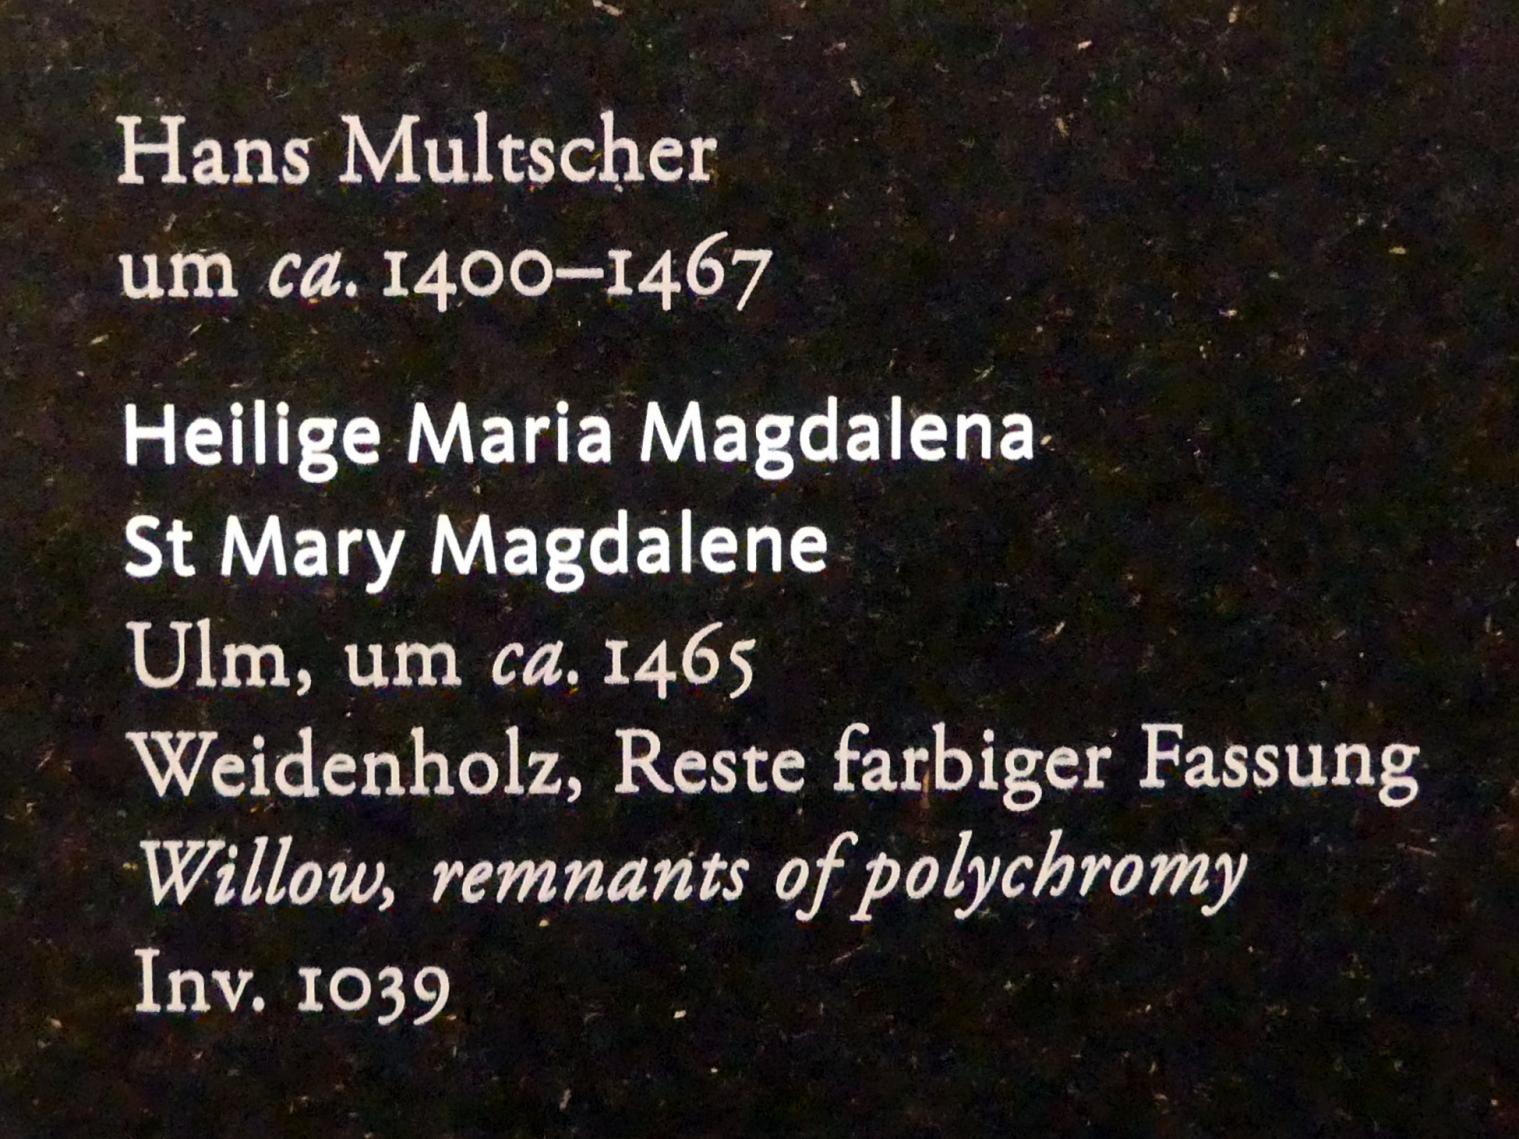 Hans Multscher
um ca. 1400–1467
Heilige Maria Magdalena
St Mary Magdalene
Ulm, um ca. 1465
Weidenholz, Reste farbiger Fassung
Willow, remnants of polychromy
Inv. 1039